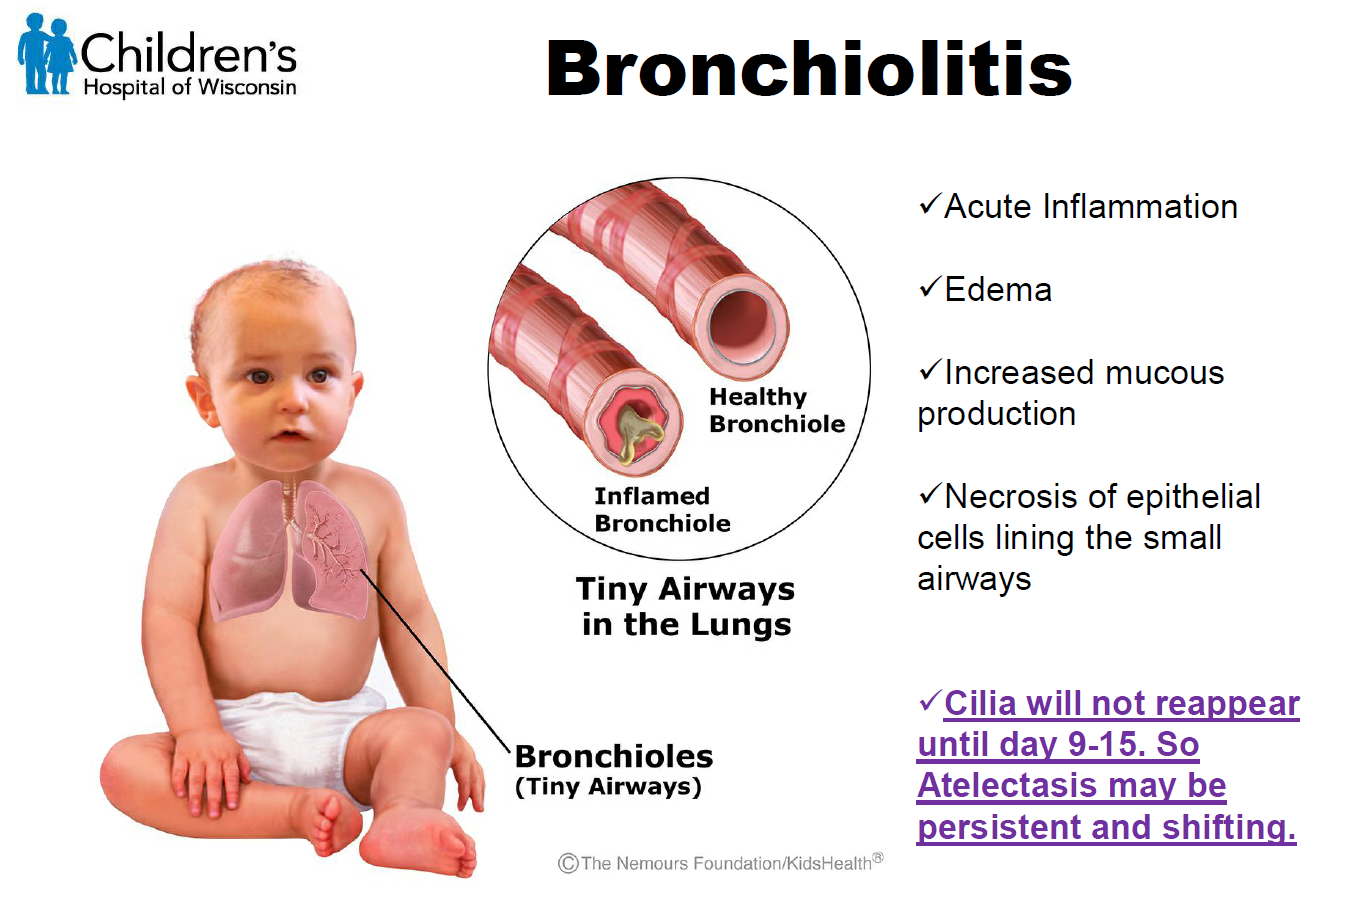 Children's
Hospital of Wisconsin
Bronchiolitis
✓Acute Inflammation
✓Edema
✓Increased mucous
production
✓Necrosis of epithelial
cells lining the small
airways
✓Cilia will not reappear
until day 9-15. So
Atelectasis may be
persistent and shifting.
Healthy
Bronchiole
Inflamed
Bronchiole
Tiny Airways
in the Lungs
Bronchioles
(Tiny Airways)
©The Nemours Foundation/KidsHealth®